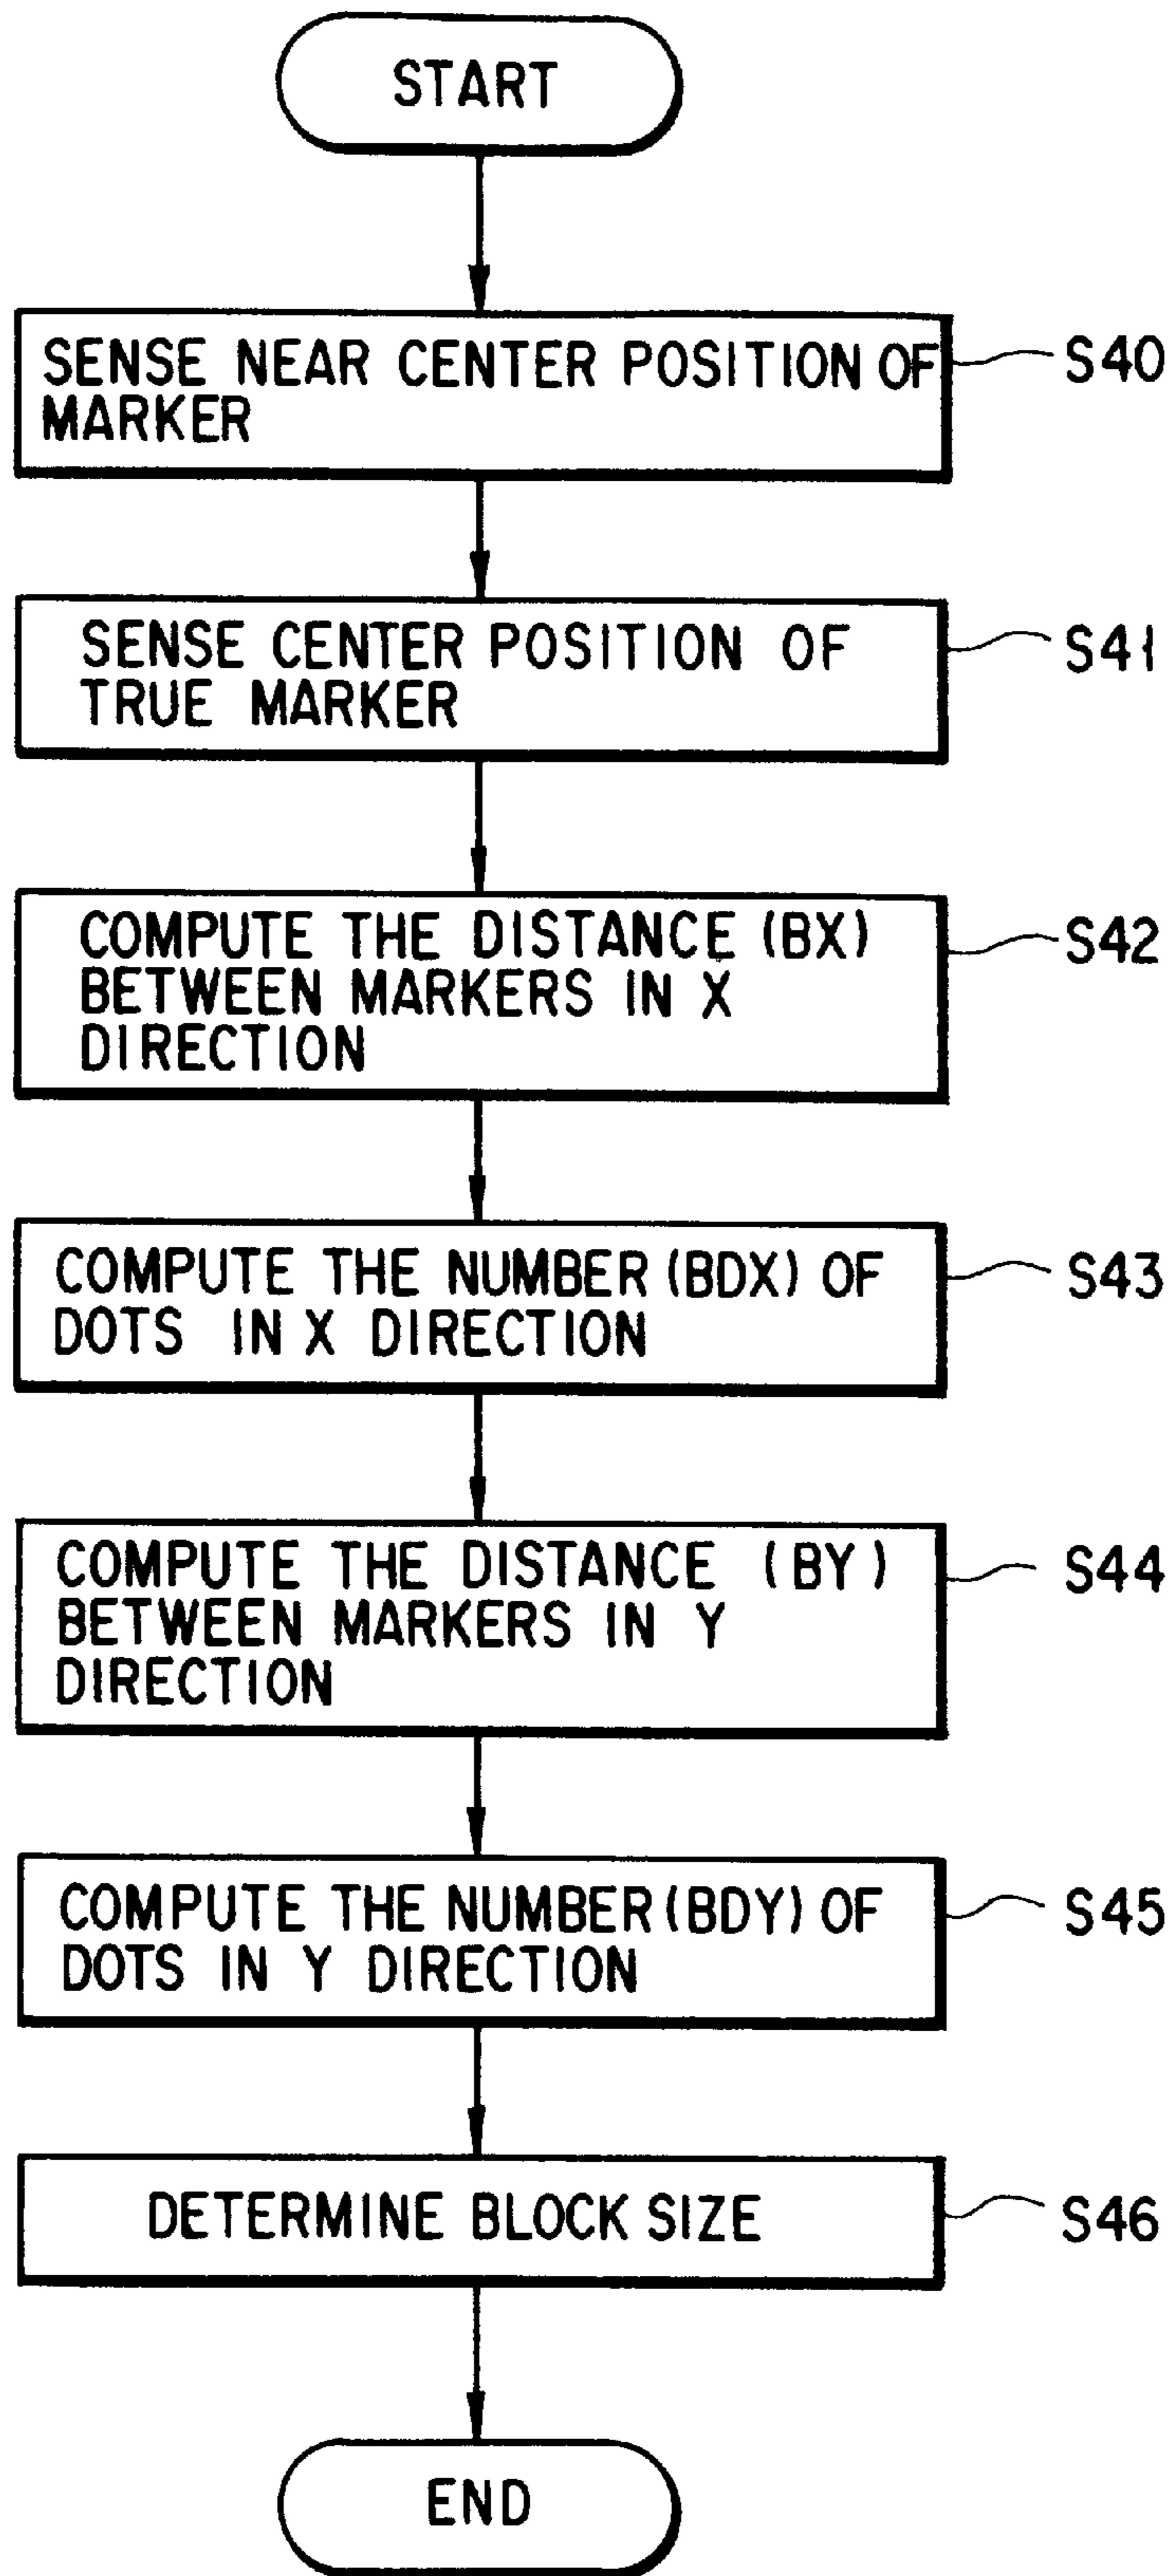 START
SENSE NEAR CENTER POSITION OF
MARKER
S40
SENSE CENTER POSITION OF
TRUE MARKER
S41
COMPUTE THE DISTANCE (BX)
BETWEEN MARKERS IN X
DIRECTION
S42
COMPUTE THE NUMBER (BDX) OF
DOTS IN X DIRECTION
S43
COMPUTE THE DISTANCE (BY)
BETWEEN MARKERS IN Y
DIRECTION
S44
COMPUTE THE NUMBER (BDY) OF
DOTS IN Y DIRECTION
S45
DETERMINE BLOCK SIZE
S46
END